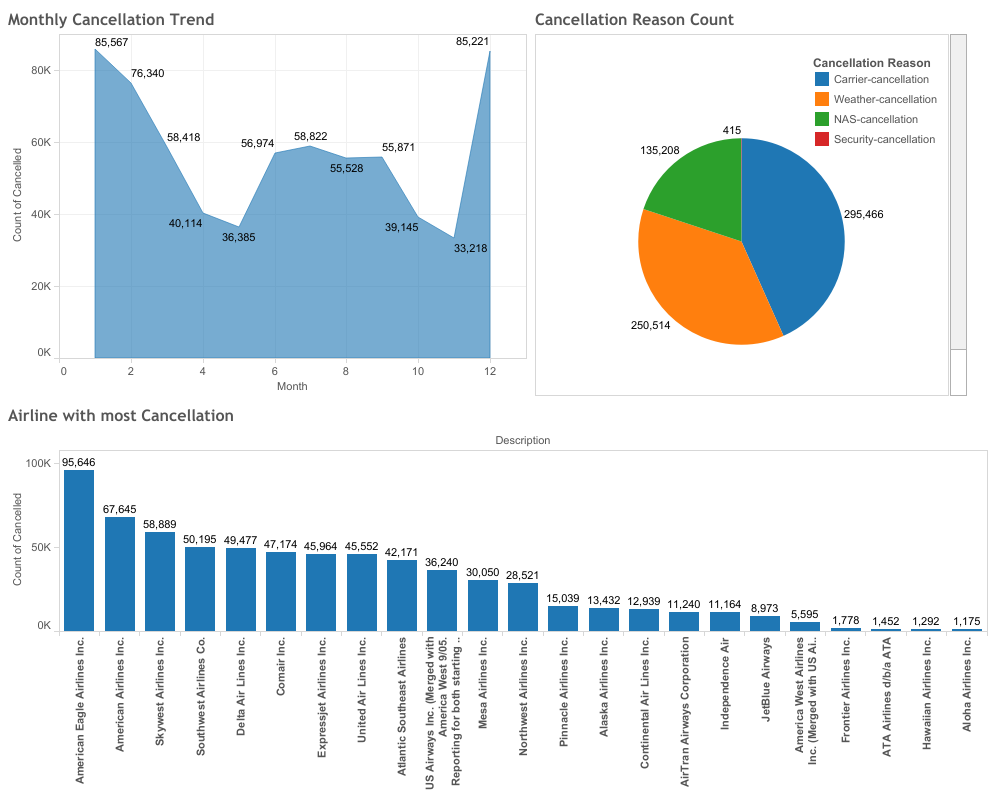 Monthly Cancellation Trend
85,567
76,340
58,418
40,114
36,385
56,974
58,822
55,528
55,871
39,145
33,218
85,221
80K
60K
40K
20K
0K
Count of Cancelled
0
2
4
6
8
10
12
Month
Cancellation Reason Count
Cancellation Reason
Carrier-cancellation
Weather-cancellation
NAS-cancellation
Security-cancellation
415
135,208
295,466
250,514
Airline with most Cancellation
Description
100K
50K
0K
Count of Cancelled
95,646
67,645
58,889
50,195
49,477
47,174
45,964
45,552
42,171
36,240
30,050
28,521
15,039
13,432
12,939
11,240
11,164
8,973
5,595
1,778
1,452
1,292
1,175
American Eagle Airlines Inc.
American Airlines Inc.
Skywest Airlines Inc.
Southwest Airlines Co.
Delta Air Lines Inc.
Comair Inc.
Expressjet Airlines Inc.
United Air Lines Inc.
Atlantic Southeast Airlines
US Airways Inc. (Merged with
America West 9/05.
Reporting for both starting ..
Mesa Airlines Inc.
Northwest Airlines Inc.
Pinnacle Airlines Inc.
Alaska Airlines Inc.
Continental Air Lines Inc.
AirTran Airways Corporation
Independence Air
JetBlue Airways
America West Airlines
Inc. (Merged with US Ai..
Frontier Airlines Inc.
ATA Airlines d/b/a ATA
Hawaiian Airlines Inc.
Aloha Airlines Inc.